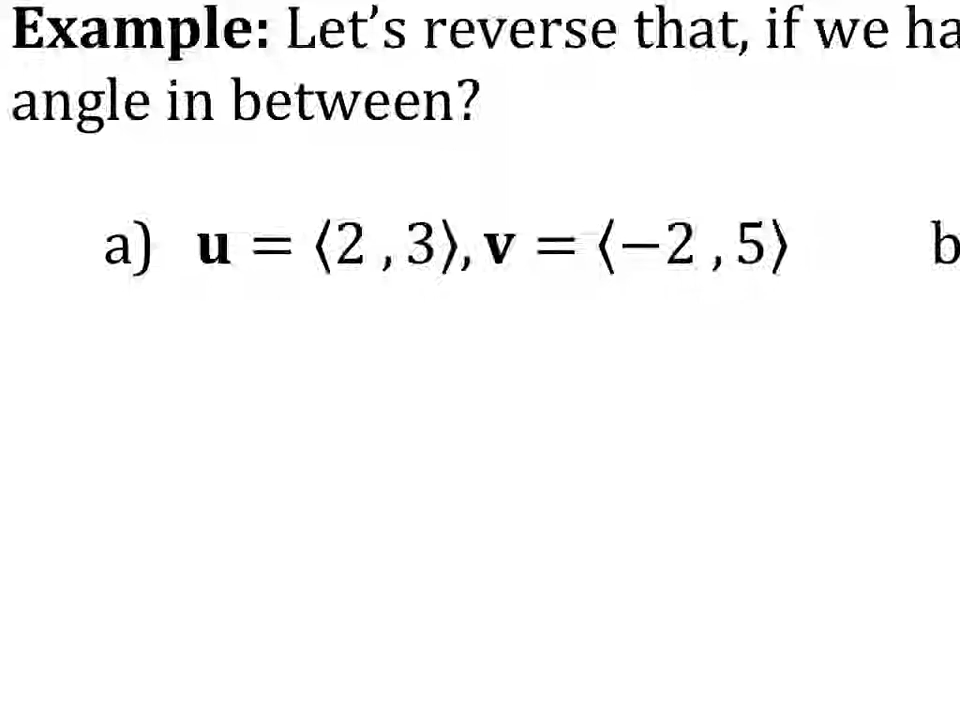 Example: Let's reverse that, if we ha
angle in between?
a) u = ⟨2 , 3⟩, v = ⟨−2 , 5⟩ b